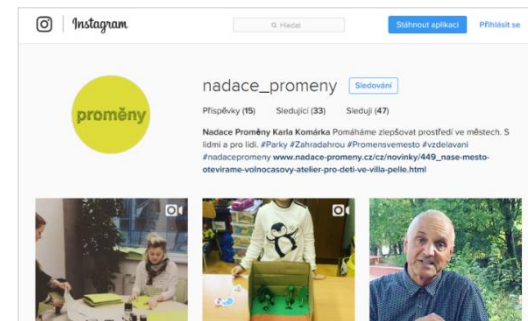 Instagram
Hledat
Stáhnout aplikaci
Přihlásit se
proměny
nadace_promeny
Sledování
Příspěvky (15) Sledující (33) Sleduji (47)
Nadace Proměny Karla Komárka Pomáháme zlepšovat prostředí ve městech. S
lidmi a pro lidi. #Parky #Zahradahrou #Promensvemesto #vzdelavani
#nadacepromeny www.nadace-promeny.cz/cz/novinky/449_nase-mesto-
otevirame-volnocasovy-atelier-pro-deti-ve-villa-pelle.html